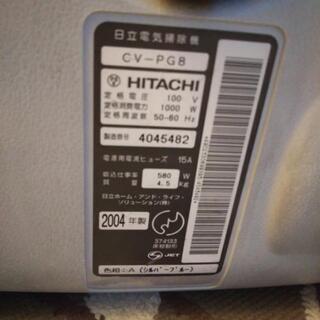 日立電気掃除機
CV-PG8
HITACHI
定格電圧 100 V
定格消費電力 1000 W
定格周波数 50-60 Hz
製造番号 4045482
電源用電流ヒューズ 15A
吸込仕事率 580 W
質量 4.5 kg
日立ホーム・アンド・ライフ・
ソリューション(株)
2004 年製
JET
色柄:A (シルバーブルー)